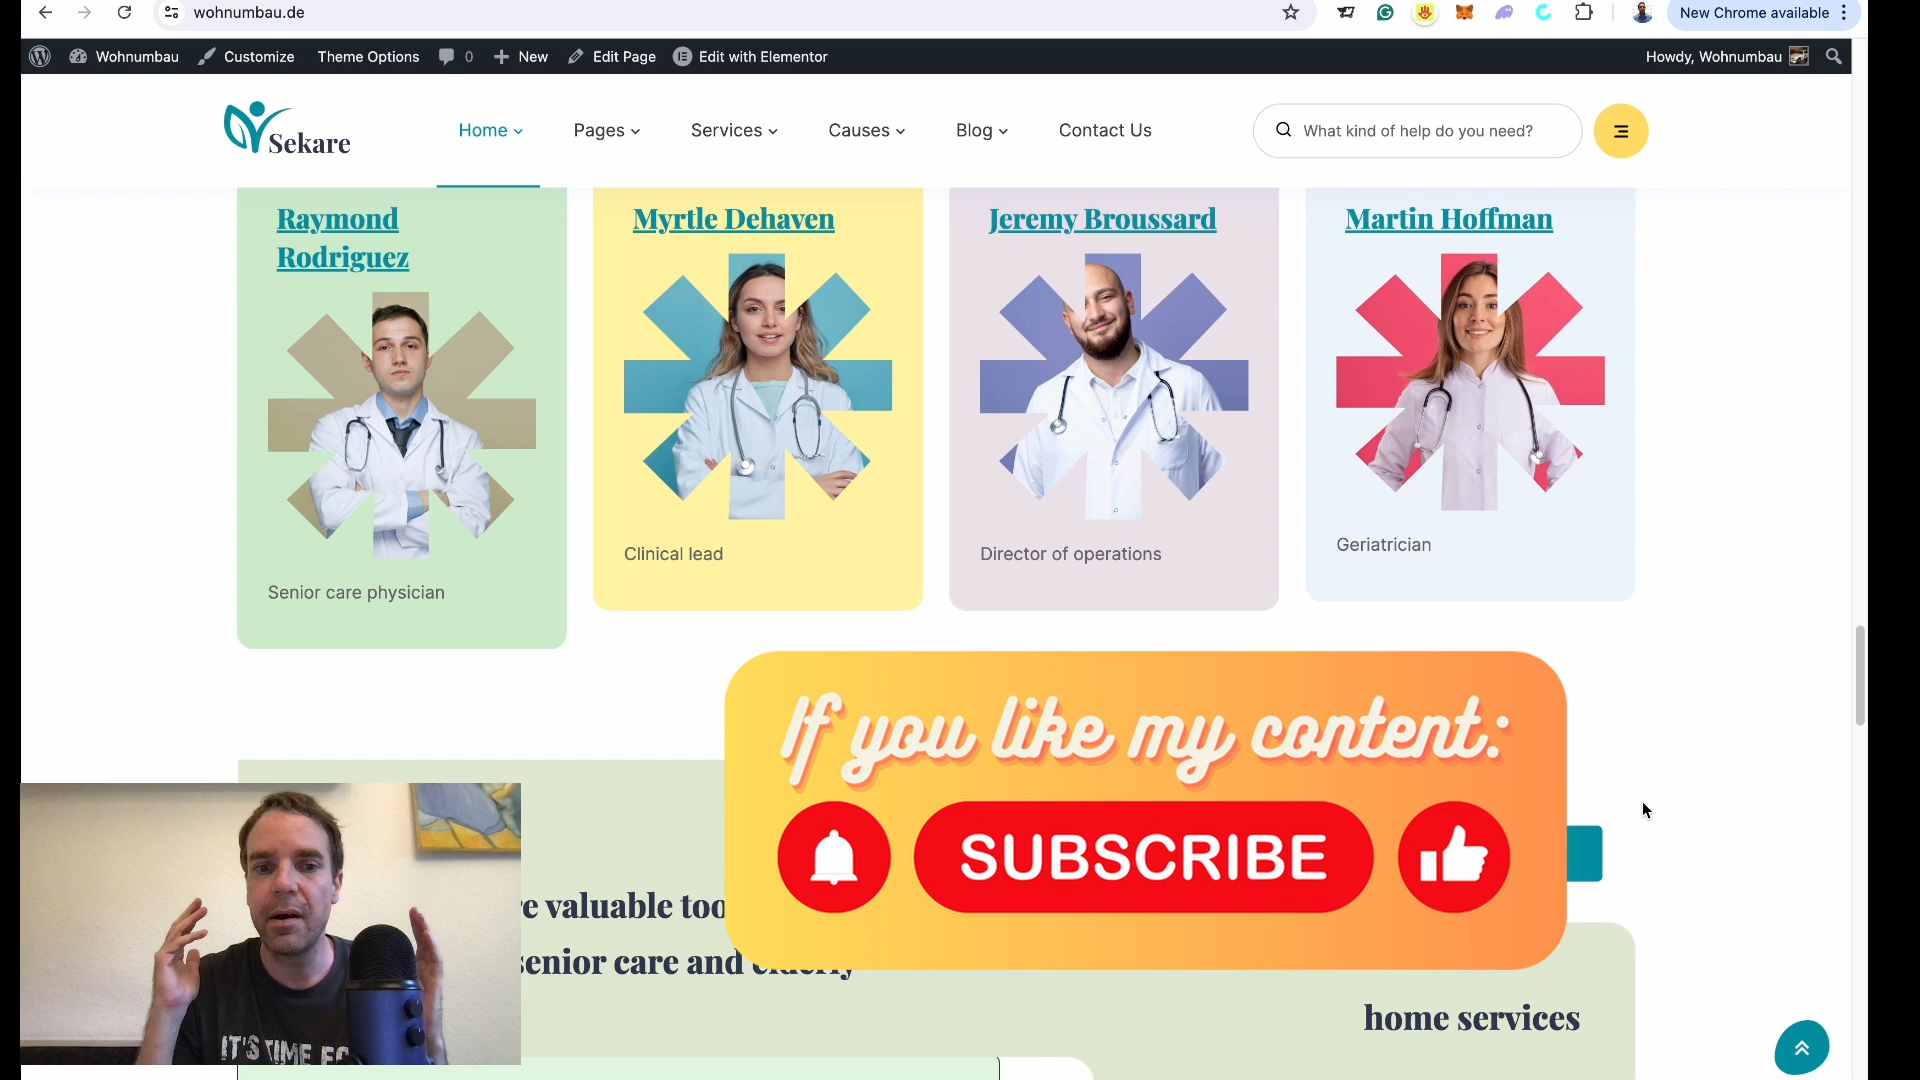 wohnumbau.de
New Chrome available
Wohnumbau
Customize
Theme Options
0
New
Edit Page
Edit with Elementor
Howdy, Wohnumbau
Sekare
Home
Pages
Services
Causes
Blog
Contact Us
What kind of help do you need?
Raymond
Rodriguez
Myrtle Dehaven
Jeremy Broussard
Martin Hoffman
Senior care physician
Clinical lead
Director of operations
Geriatrician
If you like my content:
SUBSCRIBE
valuable
senior care and elderly
home services
IT'S TIME